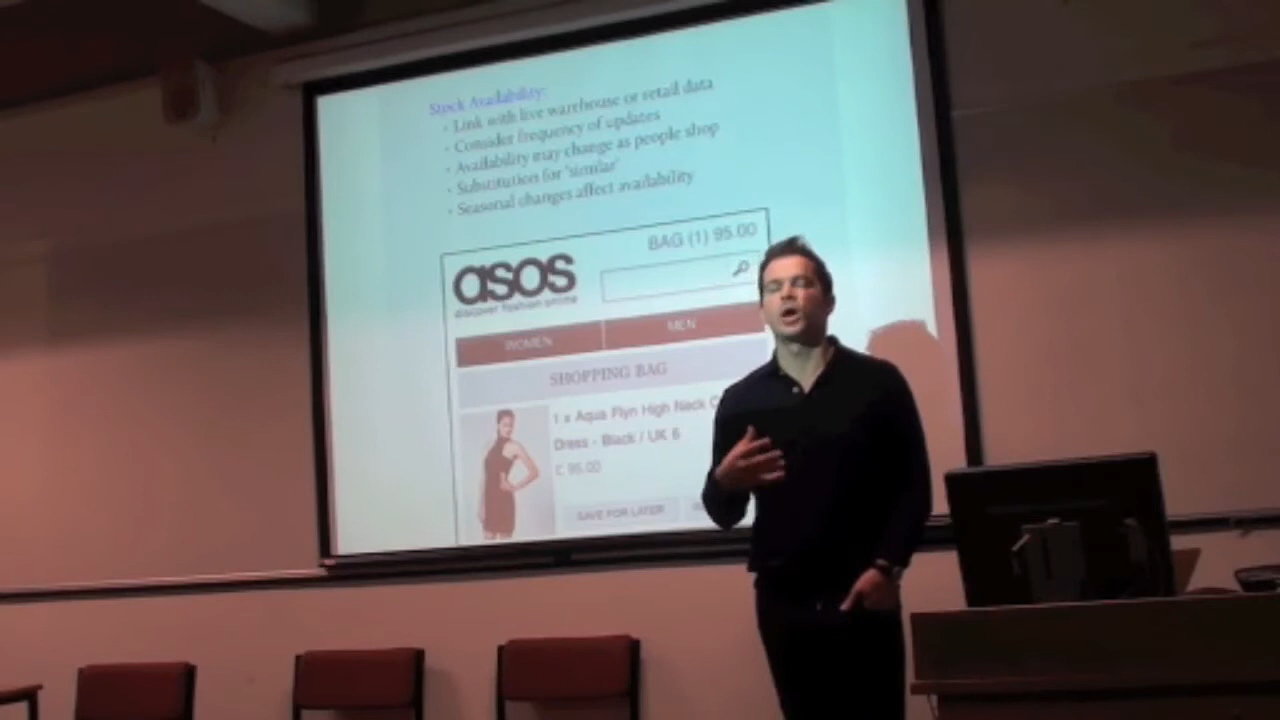 Stock Availability:
• Link with live warehouse or retail data
• Consider frequency of updates
• Availability may change as people shop
• Substitution for 'similar'
• Seasonal changes affect availability
BAG (1) 95.00
asos
discover fashion online
WOMEN MEN
SHOPPING BAG
1 x Aqua Flyn High Neck
Dress - Black / UK 6
£ 95.00
SAVE FOR LATER